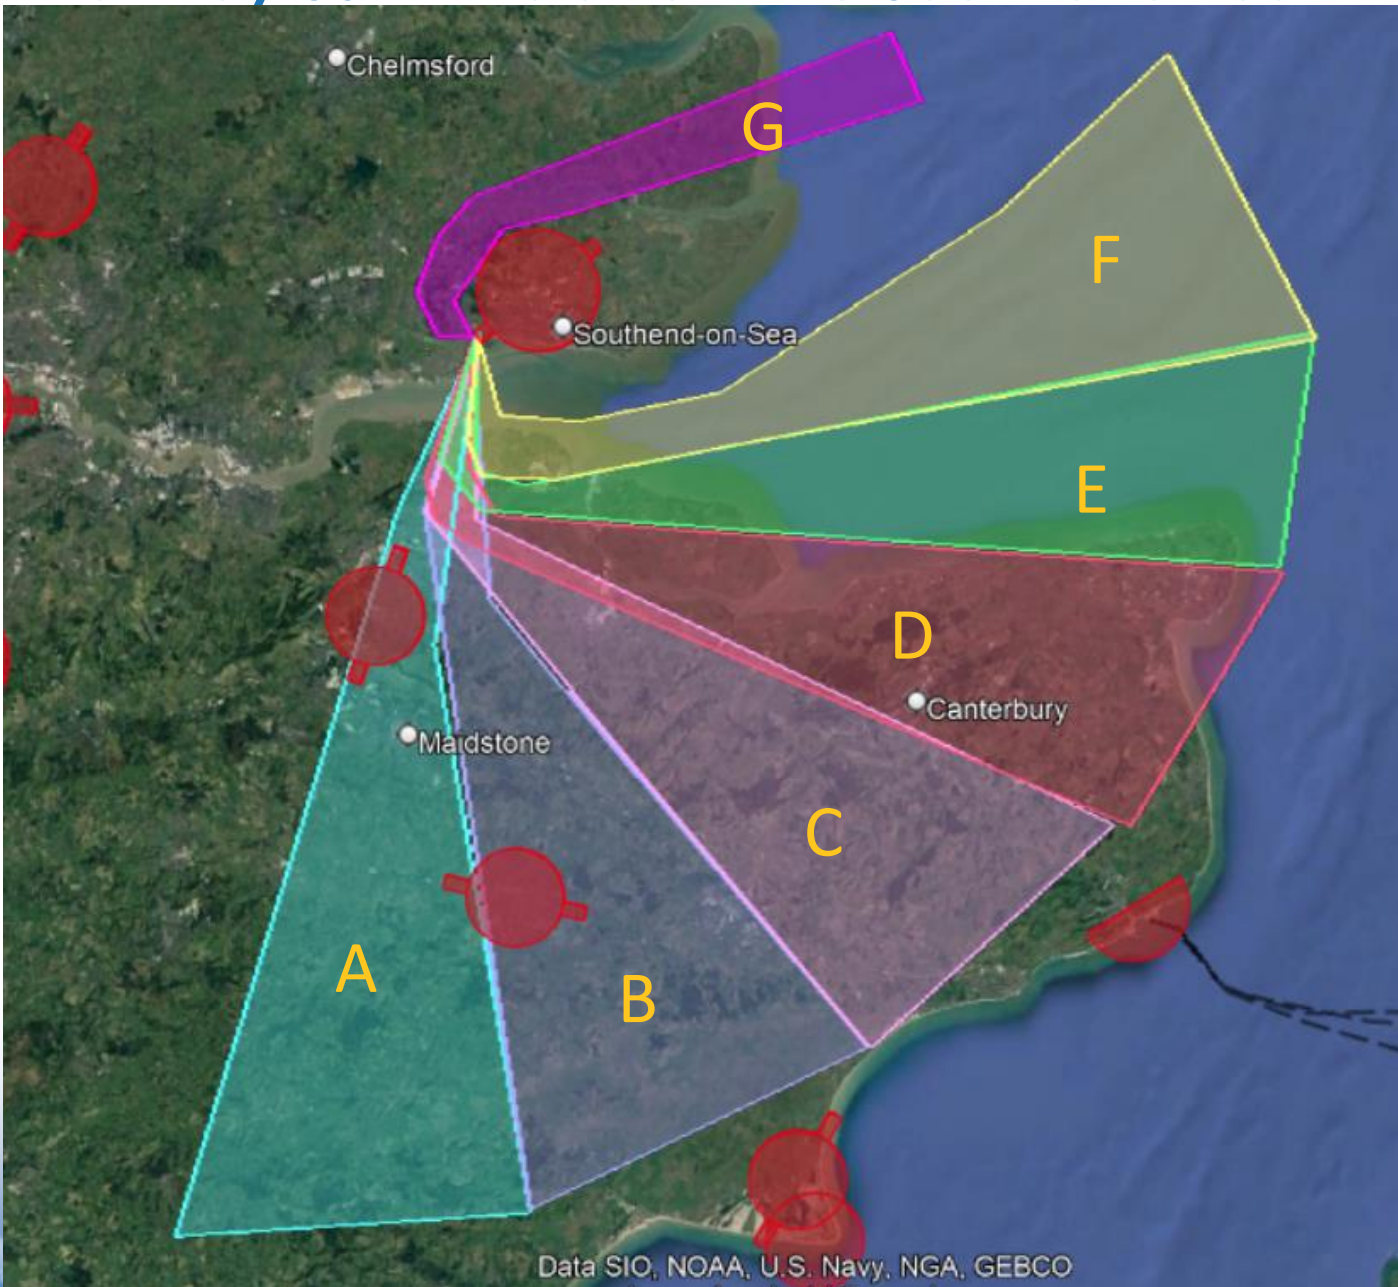 Chelmsford
G
F
Southend-on-Sea
E
D
Canterbury
Maidstone
C
A
B
Data SIO, NOAA, U.S. Navy, NGA, GEBCO